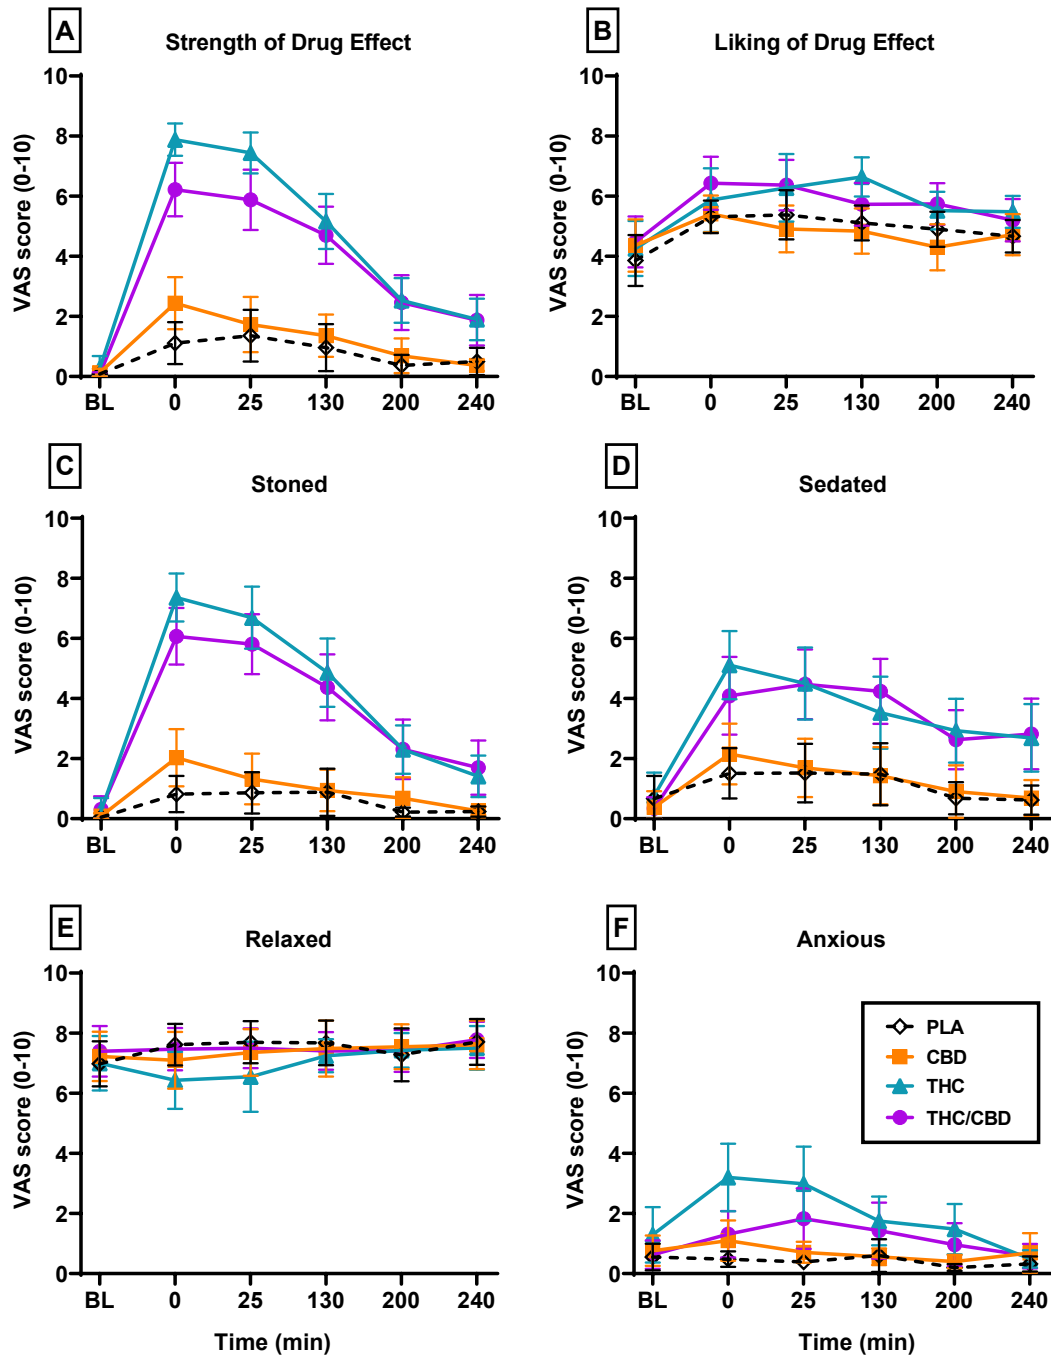 A
Strength of Drug Effect
VAS score (0-10)
10
8
6
4
2
0
BL 0 25 130 200 240
B
Liking of Drug Effect
VAS score (0-10)
10
8
6
4
2
0
BL 0 25 130 200 240
C
Stoned
VAS score (0-10)
10
8
6
4
2
0
BL 0 25 130 200 240
D
Sedated
VAS score (0-10)
10
8
6
4
2
0
BL 0 25 130 200 240
E
Relaxed
VAS score (0-10)
10
8
6
4
2
0
BL 0 25 130 200 240
Time (min)
F
Anxious
VAS score (0-10)
10
8
6
4
2
0
PLA
CBD
THC
THC/CBD
BL 0 25 130 200 240
Time (min)